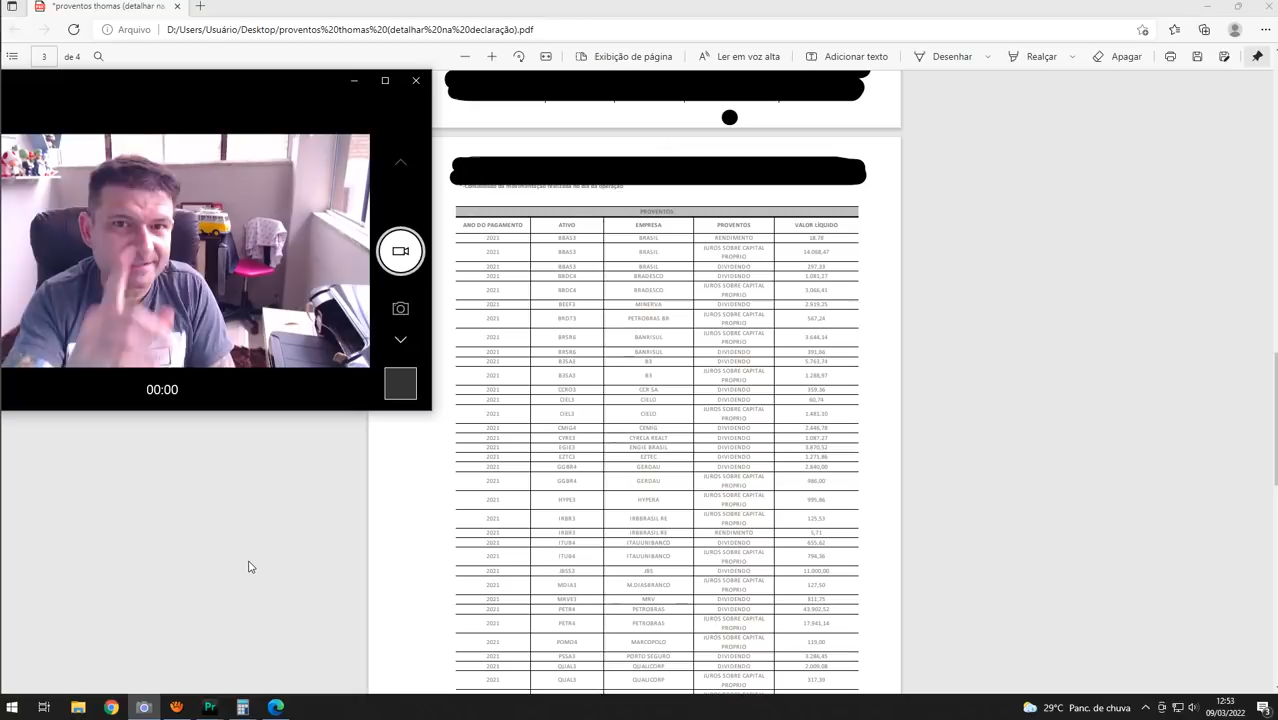 *proventos thomas (detalhar na
Arquivo
D:/Users/Usuário/Desktop/proventos%20thomas%20(detalhar%20na%20declaração).pdf
3 de 4
Exibição de página
Ler em voz alta
Adicionar texto
Desenhar
Realçar
Apagar
00:00
PROVENTOS
ANO DO PAGAMENTO ATIVO EMPRESA PROVENTOS VALOR LÍQUIDO
2021 BBAS3 BRASIL RENDIMENTO 18,78
2021 BBAS3 BRASIL JUROS SOBRE CAPITAL PROPRIO 14.068,47
2021 BBAS3 BRASIL DIVIDENDO 297,33
2021 BBDC4 BRADESCO DIVIDENDO 1.081,27
2021 BBDC4 BRADESCO JUROS SOBRE CAPITAL PROPRIO 3.066,43
2021 BEEF3 MINERVA DIVIDENDO 2.919,25
2021 BRDT3 PETROBRAS BR JUROS SOBRE CAPITAL PROPRIO 567,24
2021 BRSR6 BANRISUL JUROS SOBRE CAPITAL PROPRIO 3.644,14
2021 BRSR6 BANRISUL DIVIDENDO 391,66
2021 B3SA3 B3 DIVIDENDO 5.763,74
2021 B3SA3 B3 JUROS SOBRE CAPITAL PROPRIO 1.288,97
2021 CCRO3 CCR SA DIVIDENDO 359,36
2021 CIEL3 CIELO DIVIDENDO 60,74
2021 CIEL3 CIELO JUROS SOBRE CAPITAL PROPRIO 1.481,10
2021 CMIG4 CEMIG DIVIDENDO 2.446,78
2021 CYRE3 CYRELA REALT DIVIDENDO 1.087,27
2021 EGIE3 ENGIE BRASIL DIVIDENDO 3.870,52
2021 EZTC3 EZTEC DIVIDENDO 1.271,86
2021 GGBR4 GERDAU DIVIDENDO 2.840,00
2021 GGBR4 GERDAU JUROS SOBRE CAPITAL PROPRIO 986,00
2021 HYPE3 HYPERA JUROS SOBRE CAPITAL PROPRIO 995,86
2021 IRBR3 IRBBRASIL RE JUROS SOBRE CAPITAL PROPRIO 125,53
2021 IRBR3 IRBBRASIL RE RENDIMENTO 5,71
2021 ITUB4 ITAUUNIBANCO DIVIDENDO 655,62
2021 ITUB4 ITAUUNIBANCO JUROS SOBRE CAPITAL PROPRIO 794,36
2021 JBSS3 JBS DIVIDENDO 11.000,00
2021 MDIA3 M.DIASBRANCO JUROS SOBRE CAPITAL PROPRIO 127,50
2021 MRVE3 MRV DIVIDENDO 311,75
2021 PETR4 PETROBRAS DIVIDENDO 43.902,52
2021 PETR4 PETROBRAS JUROS SOBRE CAPITAL PROPRIO 17.941,14
2021 POMO4 MARCOPOLO JUROS SOBRE CAPITAL PROPRIO 119,00
2021 PSSA3 PORTO SEGURO DIVIDENDO 3.286,45
2021 QUAL3 QUALICORP DIVIDENDO 2.009,08
2021 QUAL3 QUALICORP JUROS SOBRE CAPITAL PROPRIO 317,39
Pr
29°C Panc. de chuva
12:53
09/03/2022
3